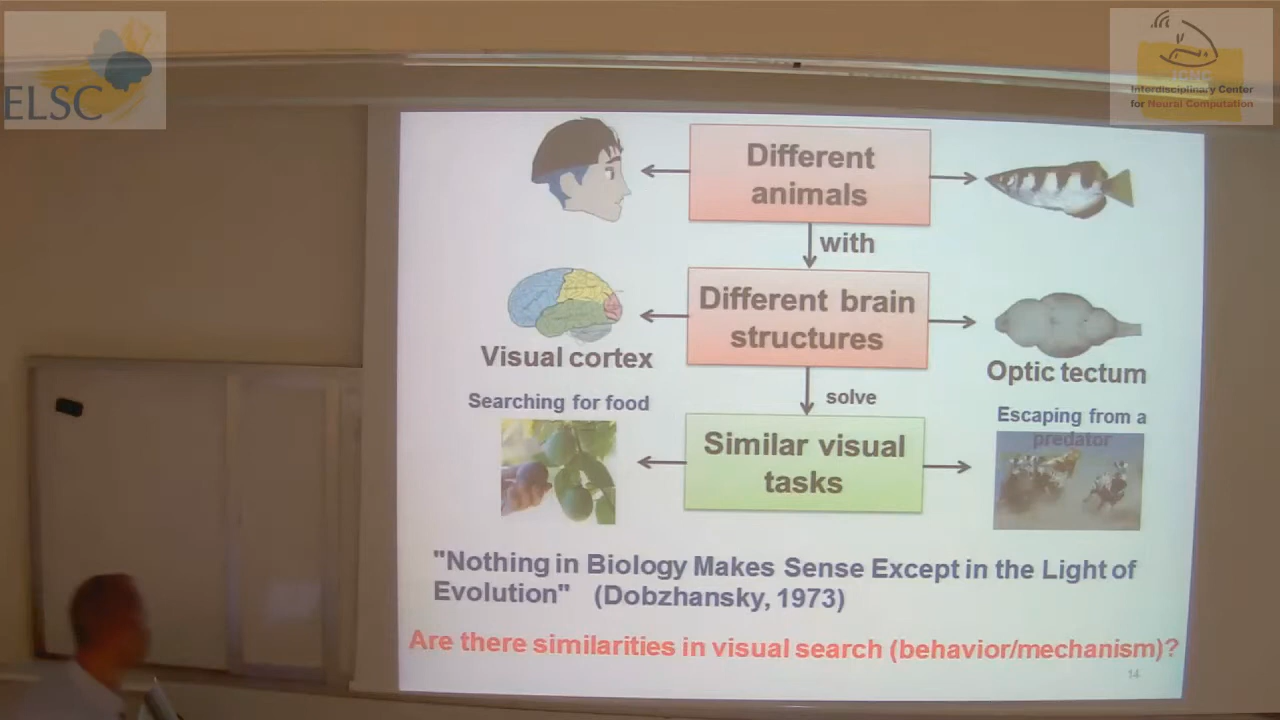 ELSC
ICNC
Interdisciplinary Center
for Neural Computation
Different
animals
with
Different brain
structures
Visual cortex
Optic tectum
solve
Searching for food
Escaping from a
predator
Similar visual
tasks
"Nothing in Biology Makes Sense Except in the Light of
Evolution" (Dobzhansky, 1973)
Are there similarities in visual search (behavior/mechanism)?
14